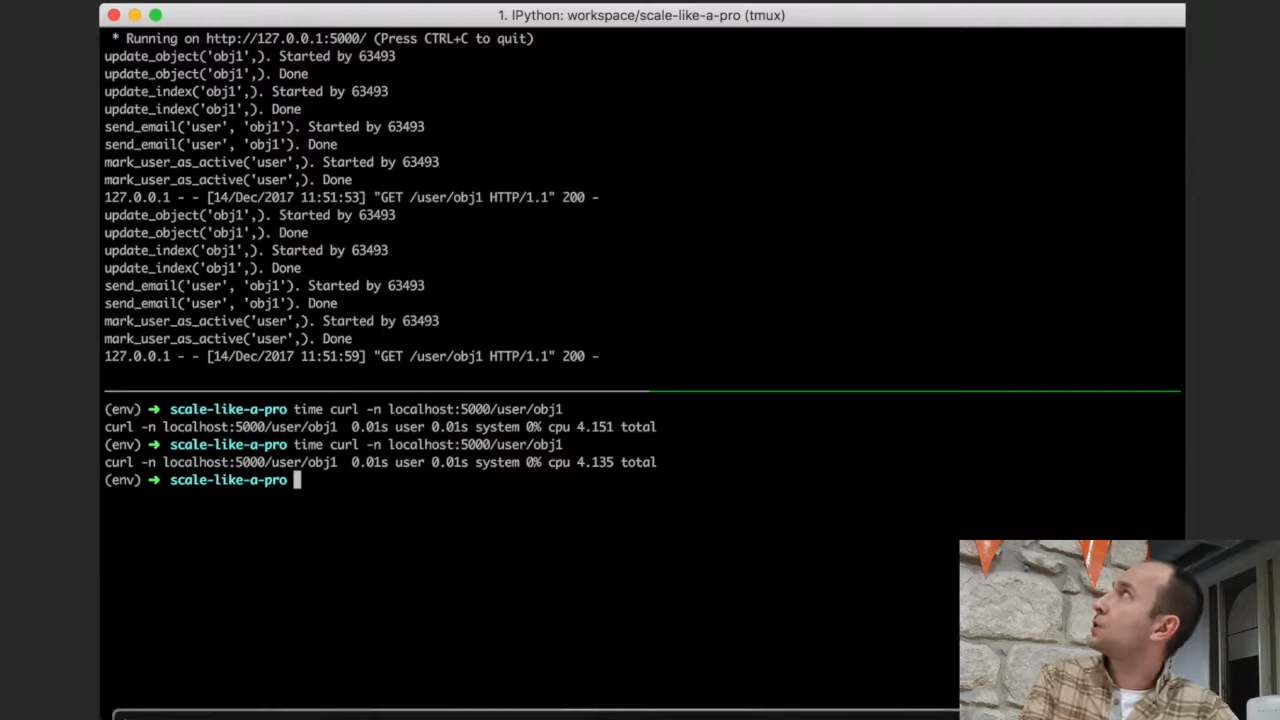 1. IPython: workspace/scale-like-a-pro (tmux)
* Running on http://127.0.0.1:5000/ (Press CTRL+C to quit)
update_object('obj1',). Started by 63493
update_object('obj1',). Done
update_index('obj1',). Started by 63493
update_index('obj1',). Done
send_email('user', 'obj1'). Started by 63493
send_email('user', 'obj1'). Done
mark_user_as_active('user',). Started by 63493
mark_user_as_active('user',). Done
127.0.0.1 - - [14/Dec/2017 11:51:53] "GET /user/obj1 HTTP/1.1" 200 -
update_object('obj1',). Started by 63493
update_object('obj1',). Done
update_index('obj1',). Started by 63493
update_index('obj1',). Done
send_email('user', 'obj1'). Started by 63493
send_email('user', 'obj1'). Done
mark_user_as_active('user',). Started by 63493
mark_user_as_active('user',). Done
127.0.0.1 - - [14/Dec/2017 11:51:59] "GET /user/obj1 HTTP/1.1" 200 -
(env) ➜ scale-like-a-pro time curl -n localhost:5000/user/obj1
curl -n localhost:5000/user/obj1 0.01s user 0.01s system 0% cpu 4.151 total
(env) ➜ scale-like-a-pro time curl -n localhost:5000/user/obj1
curl -n localhost:5000/user/obj1 0.01s user 0.01s system 0% cpu 4.135 total
(env) ➜ scale-like-a-pro